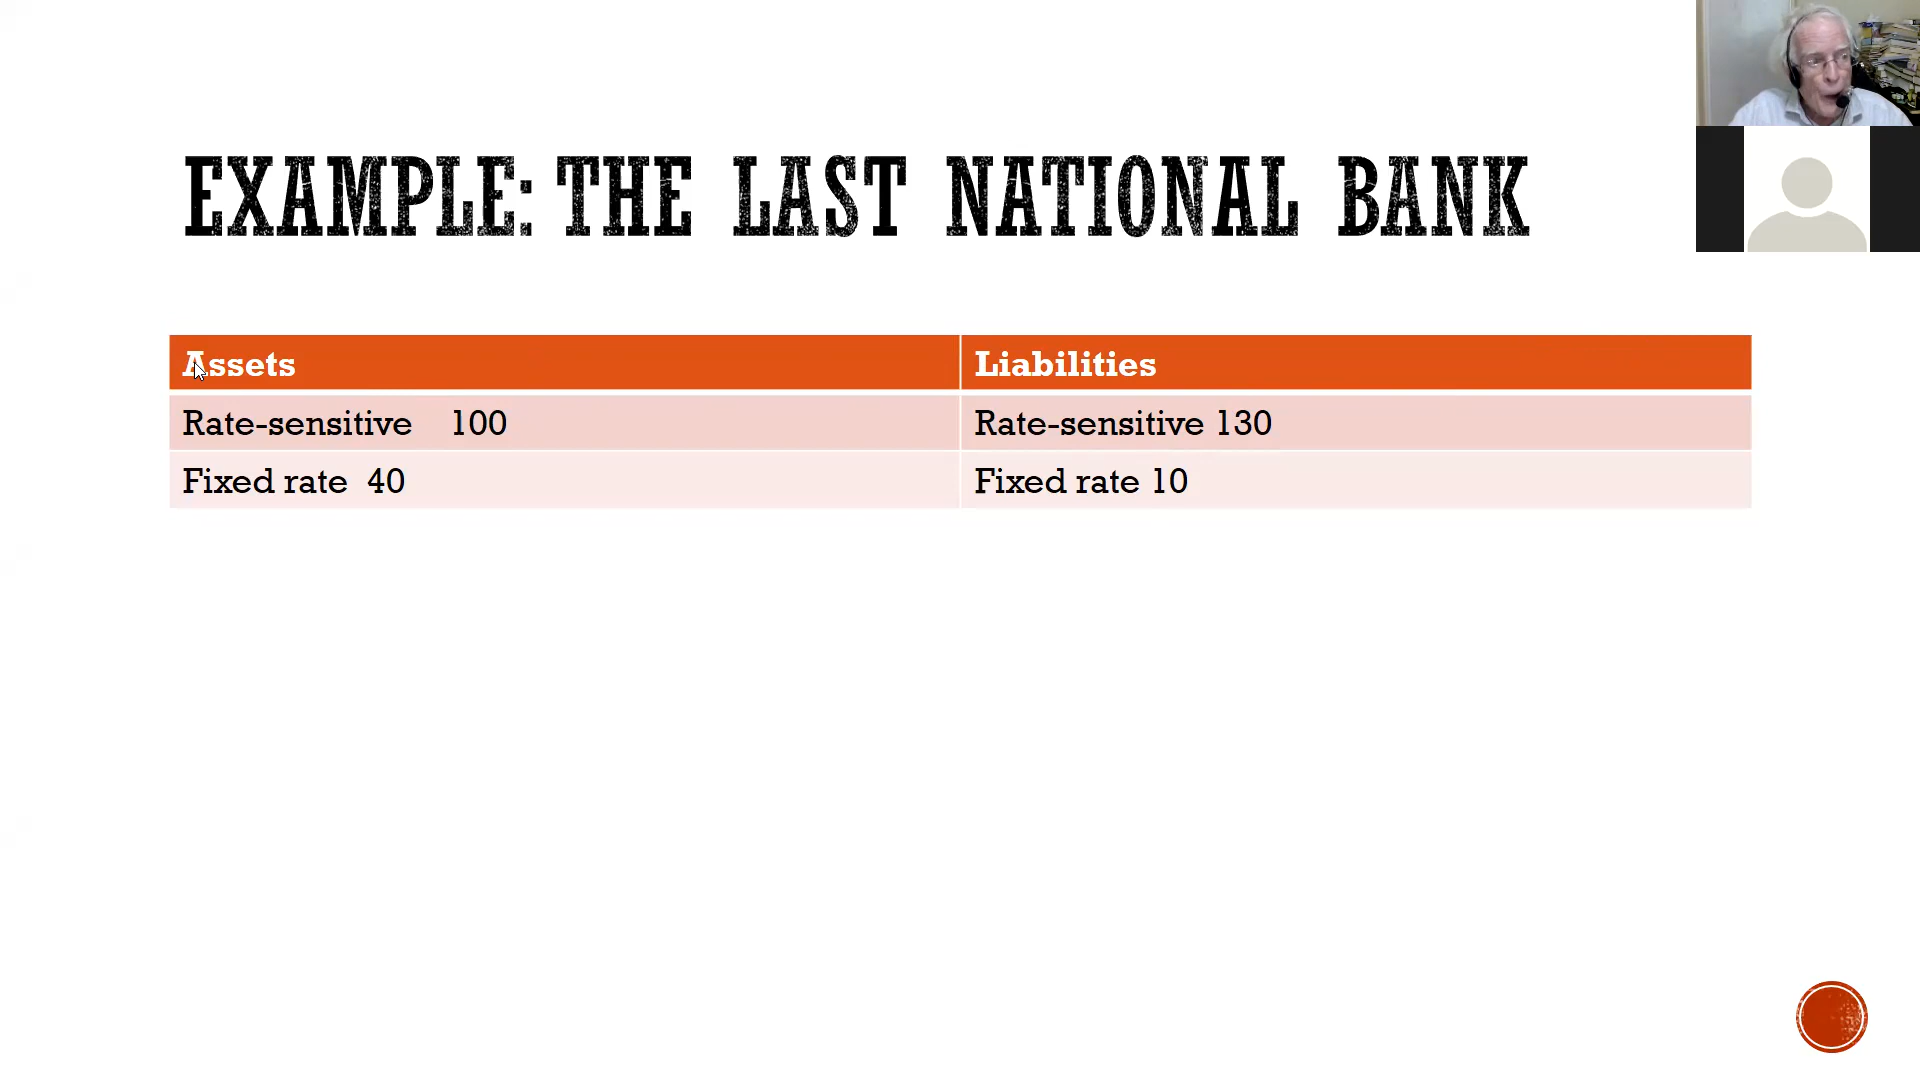 EXAMPLE: THE LAST NATIONAL BANK
Assets Liabilities
Rate-sensitive 100 Rate-sensitive 130
Fixed rate 40 Fixed rate 10